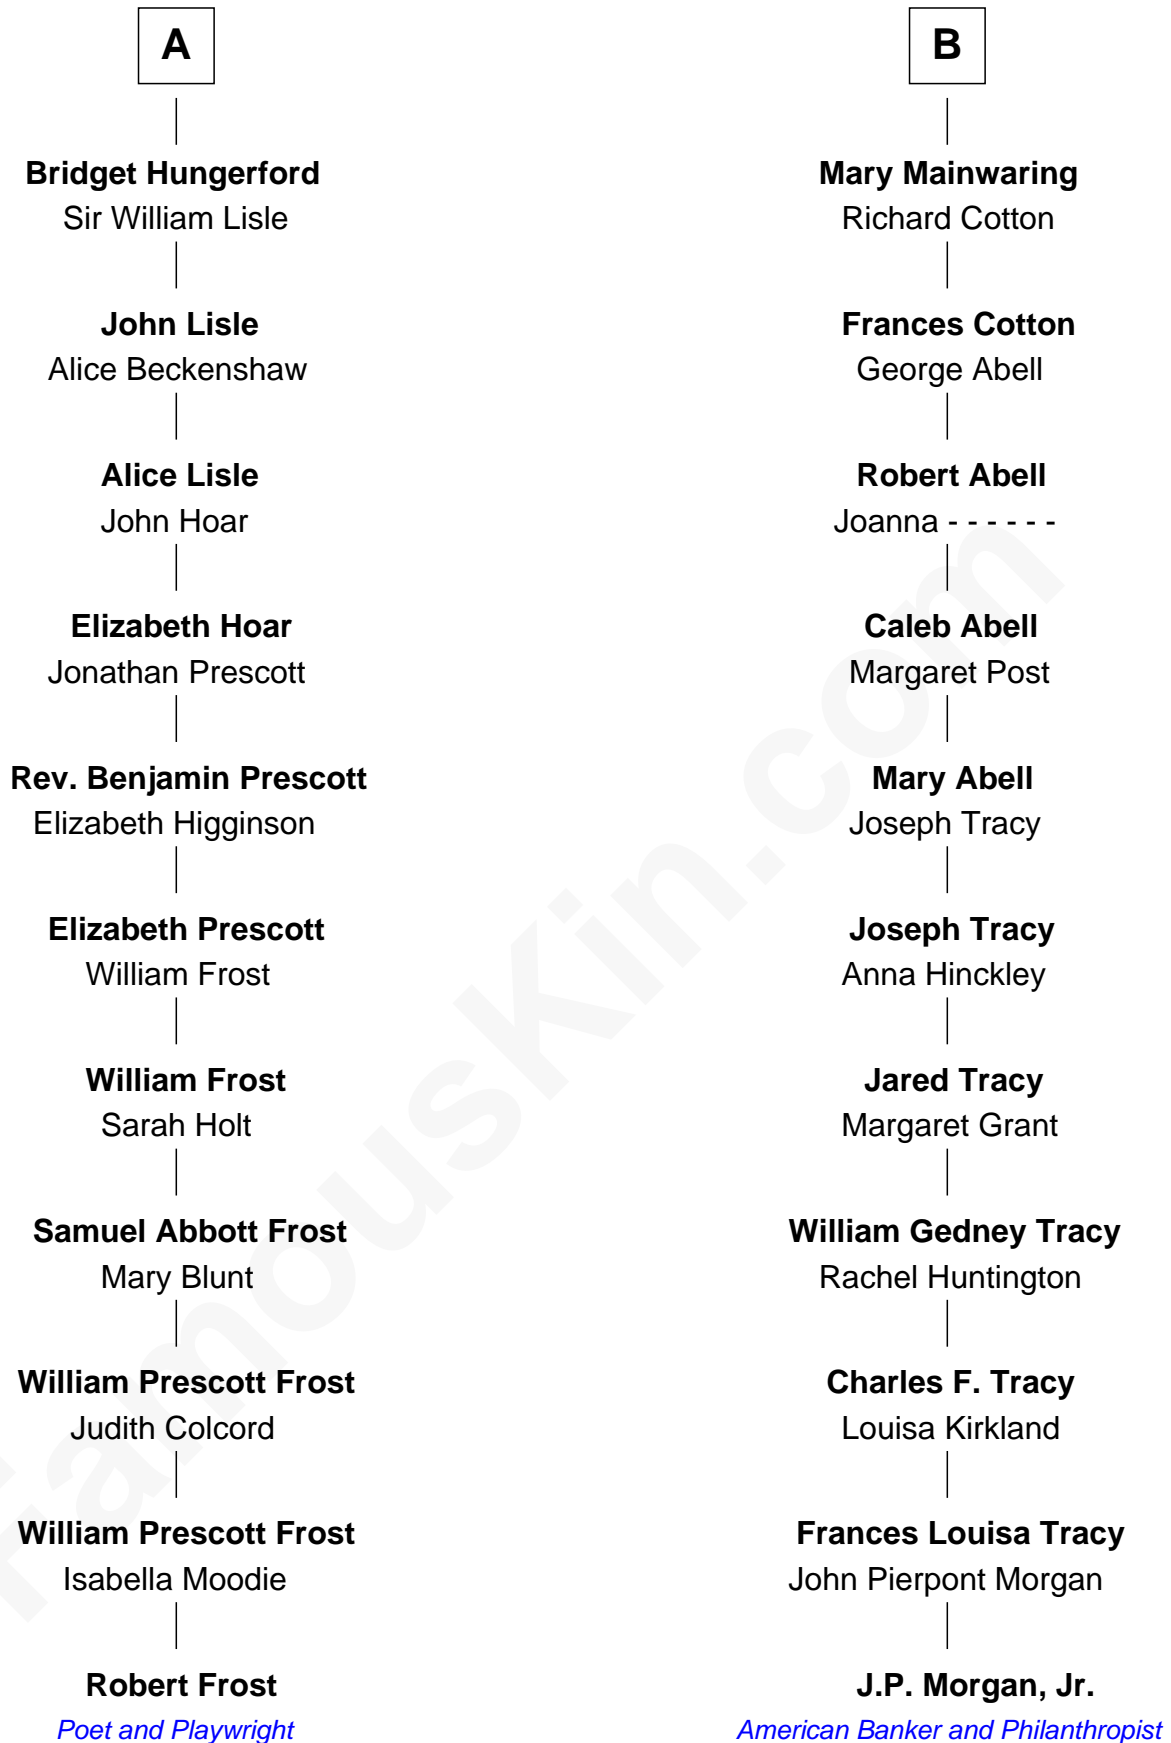 A
Bridget Hungerford
Sir William Lisle
John Lisle
Alice Beckenshaw
Alice Lisle
John Hoar
Elizabeth Hoar
Jonathan Prescott
Rev. Benjamin Prescott
Elizabeth Higginson
Elizabeth Prescott
William Frost
William Frost
Sarah Holt
Samuel Abbott Frost
Mary Blunt
William Prescott Frost
Judith Colcord
William Prescott Frost
Isabella Moodie
Robert Frost
Poet and Playwright
B
Mary Mainwaring
Richard Cotton
Frances Cotton
George Abell
Robert Abell
Joanna - - - - - -
Caleb Abell
Margaret Post
Mary Abell
Joseph Tracy
Joseph Tracy
Anna Hinckley
Jared Tracy
Margaret Grant
William Gedney Tracy
Rachel Huntington
Charles F. Tracy
Louisa Kirkland
Frances Louisa Tracy
John Pierpont Morgan
J.P. Morgan, Jr.
American Banker and Philanthropist
FamousKin.com